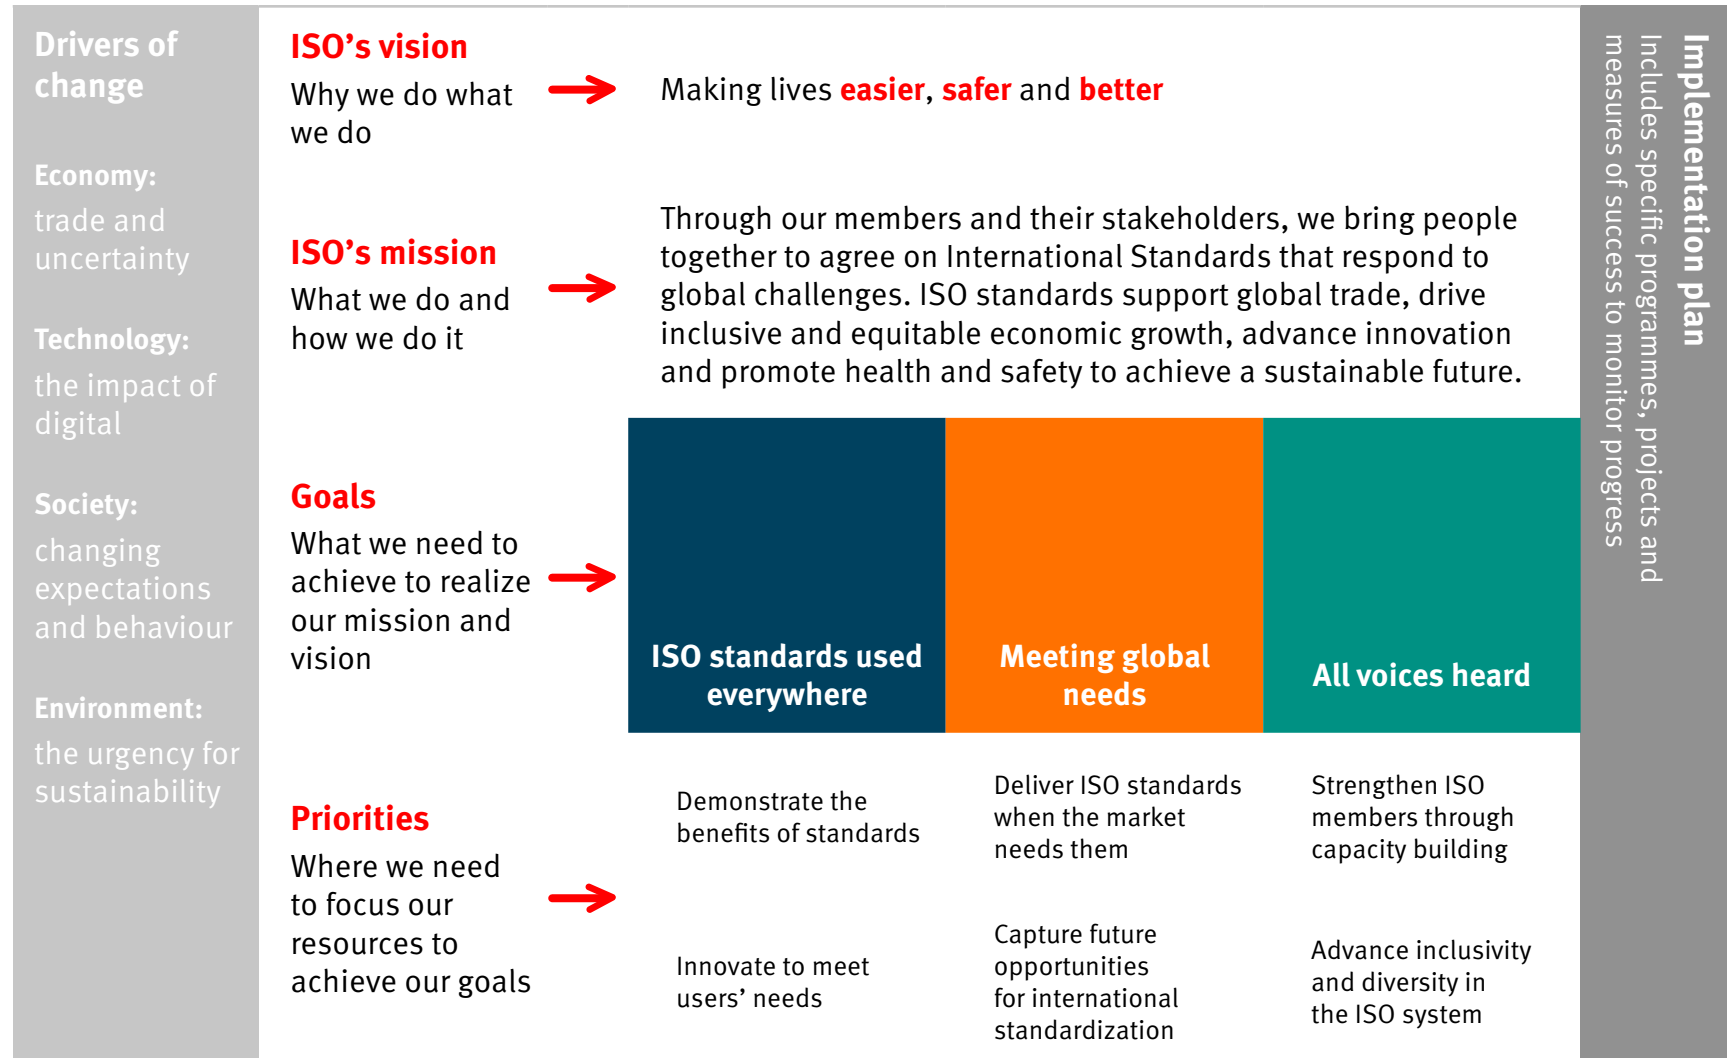 Drivers of
change
Economy:
trade and
uncertainty
Technology:
the impact of
digital
Society:
changing
expectations
and behaviour
Environment:
the urgency for
sustainability
ISO’s vision
Why we do what
we do
Making lives easier, safer and better
ISO’s mission
What we do and
how we do it
Through our members and their stakeholders, we bring people
together to agree on International Standards that respond to
global challenges. ISO standards support global trade, drive
inclusive and equitable economic growth, advance innovation
and promote health and safety to achieve a sustainable future.
Goals
What we need to
achieve to realize
our mission and
vision
ISO standards used
everywhere
Meeting global
needs
All voices heard
Priorities
Where we need
to focus our
resources to
achieve our goals
Demonstrate the
benefits of standards
Innovate to meet
users’ needs
Deliver ISO standards
when the market
needs them
Capture future
opportunities
for international
standardization
Strengthen ISO
members through
capacity building
Advance inclusivity
and diversity in
the ISO system
Implementation plan
Includes specific programmes, projects and
measures of success to monitor progress